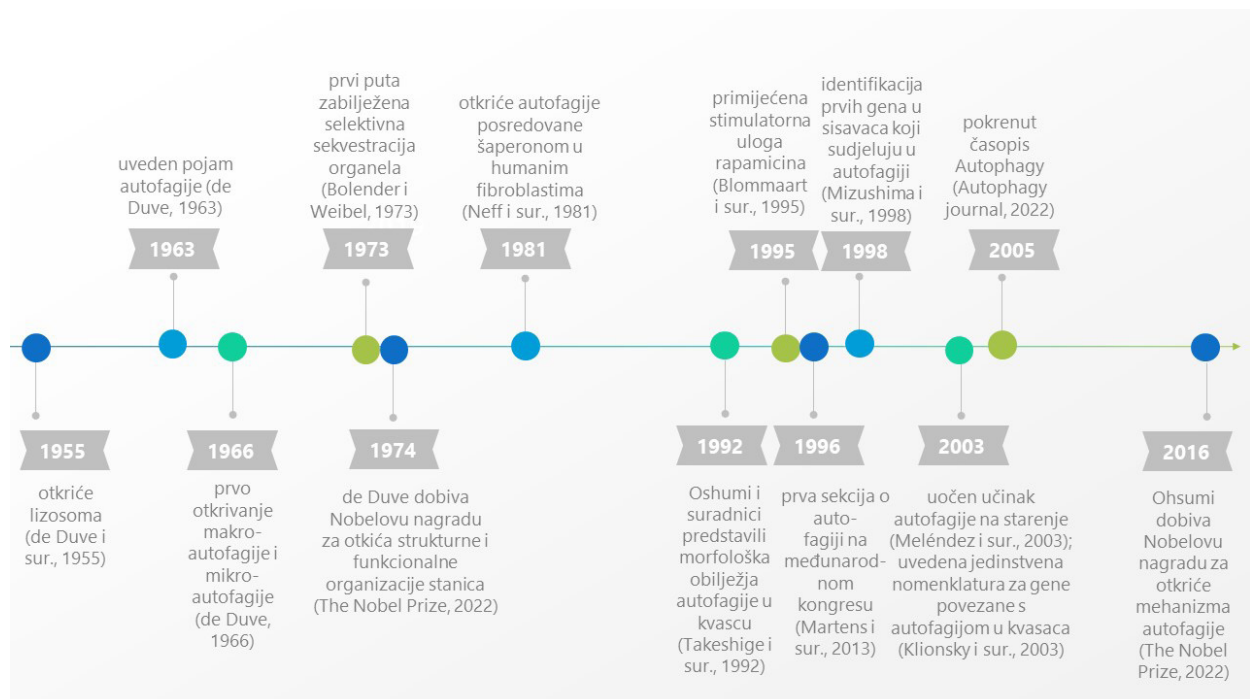 uveden pojam
autofagije (de
Duve, 1963)
1963
prvi puta
zabilježena
selektivna
sekvestracija
organela
(Bolender i
Weibel, 1973)
1973
otkriće autofagije
posredovane
šaperonom u
humanim
fibroblastima
(Neff i sur., 1981)
1981
primijećena
stimulatorna
uloga
rapamicina
(Blommaart
i sur., 1995)
1995
identifikacija
prvih gena u
sisavaca koji
sudjeluju u
autofagiji
(Mizushima i
sur., 1998)
1998
pokrenut
časopis
Autophagy
(Autophagy
journal, 2022)
2005
1955
otkriće
lizosoma
(de Duve i
sur., 1955)
1966
prvo
otkrivanje
makro-
autofagije i
mikro-
autofagije
(de Duve,
1966)
1974
de Duve dobiva
Nobelovu nagradu
za otkića strukturne i
funkcionalne
organizacije stanica
(The Nobel Prize, 2022)
1992
Oshumi i
suradnici
predstavili
morfološka
obilježja
autofagije u
kvascu
(Takeshige i
sur., 1992)
1996
prva sekcija o
auto-
fagiji na
međunarod-
nom
kongresu
(Martens i
sur., 2013)
2003
uočen učinak
autofagije na starenje
(Meléndez i sur., 2003);
uvedena jedinstvena
nomenklatura za gene
povezane s
autofagijom u kvasaca
(Klionsky i sur., 2003)
2016
Ohsumi
dobiva
Nobelovu
nagradu za
otkriće
mehanizma
autofagije
(The Nobel
Prize, 2022)